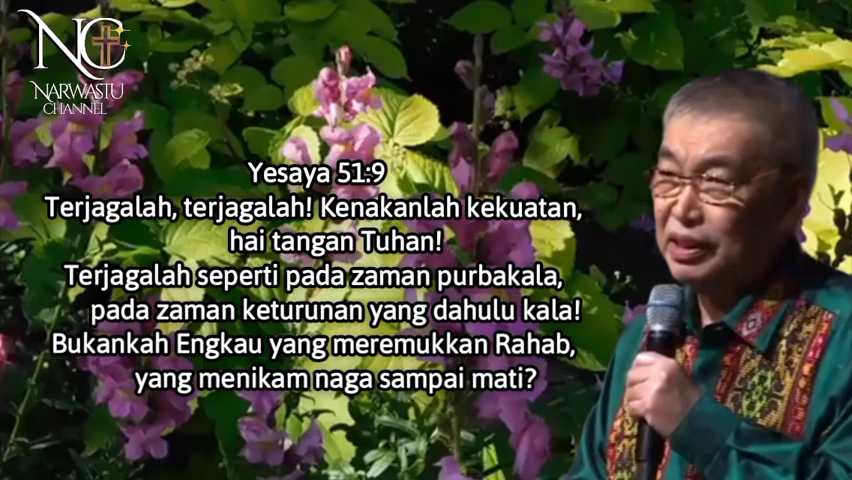 NC
NARWASTU
CHANNEL
Yesaya 51:9
Terjagalah, terjagalah! Kenakanlah kekuatan,
hai tangan Tuhan!
Terjagalah seperti pada zaman purbakala,
pada zaman keturunan yang dahulu kala!
Bukankah Engkau yang meremukkan Rahab,
yang menikam naga sampai mati?